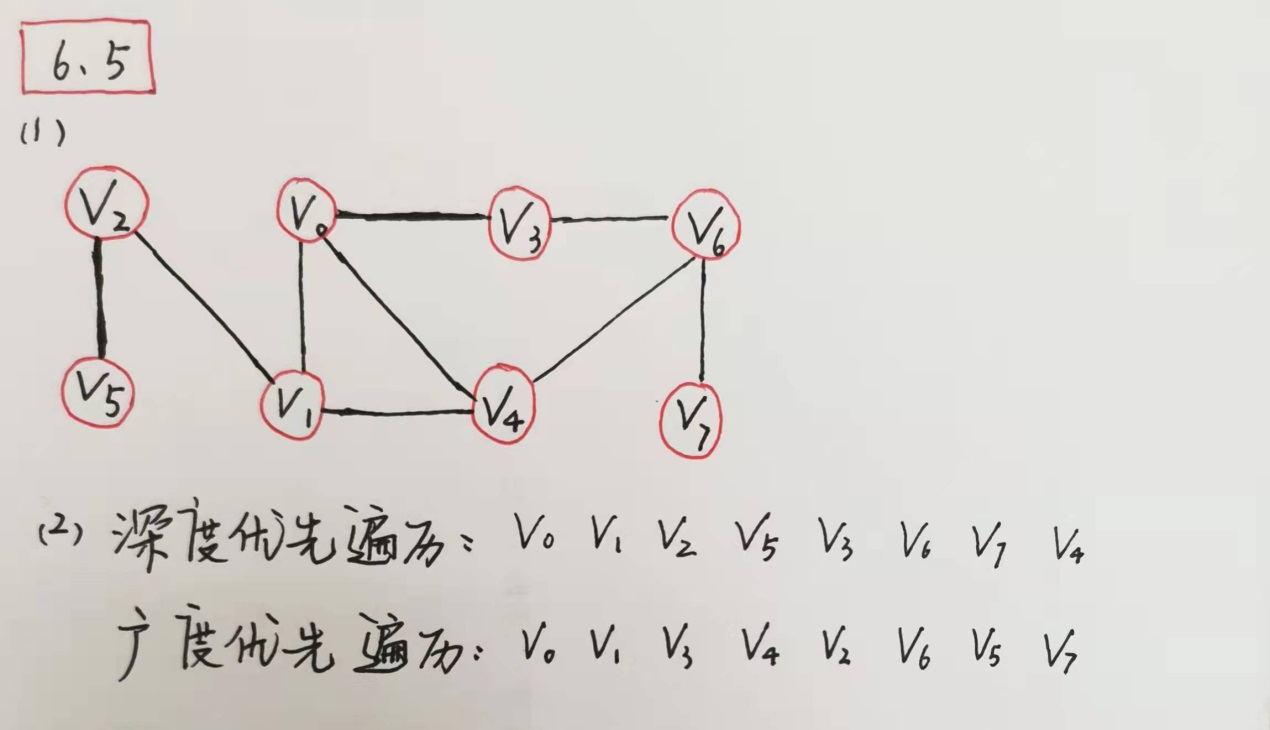 6、5
(1)
V₂ V₀ V₃ V₆
V₅ V₁ V₄ V₇
(2) 深度优先遍历: V₀ V₁ V₂ V₅ V₃ V₆ V₇ V₄
广度优先遍历: V₀ V₁ V₃ V₄ V₂ V₆ V₅ V₇